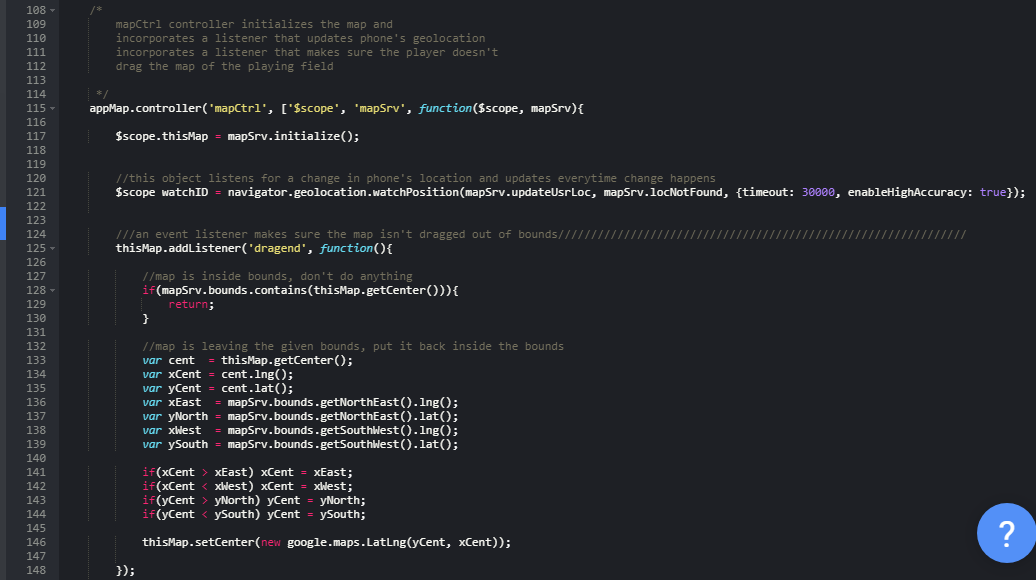 108 /*
109 mapCtrl controller initializes the map and
110 incorporates a listener that updates phone's geolocation
111 incorporates a listener that makes sure the player doesn't
112 drag the map of the playing field
113
114 */
115 appMap.controller('mapCtrl', ['$scope', 'mapSrv', function($scope, mapSrv){
116
117 $scope.thisMap = mapSrv.initialize();
118
119
120 //this object listens for a change in phone's location and updates everytime change happens
121 $scope watchID = navigator.geolocation.watchPosition(mapSrv.updateUsrLoc, mapSrv.locNotFound, {timeout: 30000, enableHighAccuracy: true});
122
123
124 ///an event listener makes sure the map isn't dragged out of bounds//////////////////////////////////////////////////////////////
125 thisMap.addListener('dragend', function(){
126
127 //map is inside bounds, don't do anything
128 if(mapSrv.bounds.contains(thisMap.getCenter())){
129 return;
130 }
131
132 //map is leaving the given bounds, put it back inside the bounds
133 var cent = thisMap.getCenter();
134 var xCent = cent.lng();
135 var yCent = cent.lat();
136 var xEast = mapSrv.bounds.getNorthEast().lng();
137 var yNorth = mapSrv.bounds.getNorthEast().lat();
138 var xWest = mapSrv.bounds.getSouthWest().lng();
139 var ySouth = mapSrv.bounds.getSouthWest().lat();
140
141 if(xCent > xEast) xCent = xEast;
142 if(xCent < xWest) xCent = xWest;
143 if(yCent > yNorth) yCent = yNorth;
144 if(yCent < ySouth) yCent = ySouth;
145
146 thisMap.setCenter(new google.maps.LatLng(yCent, xCent));
147
148 });
?